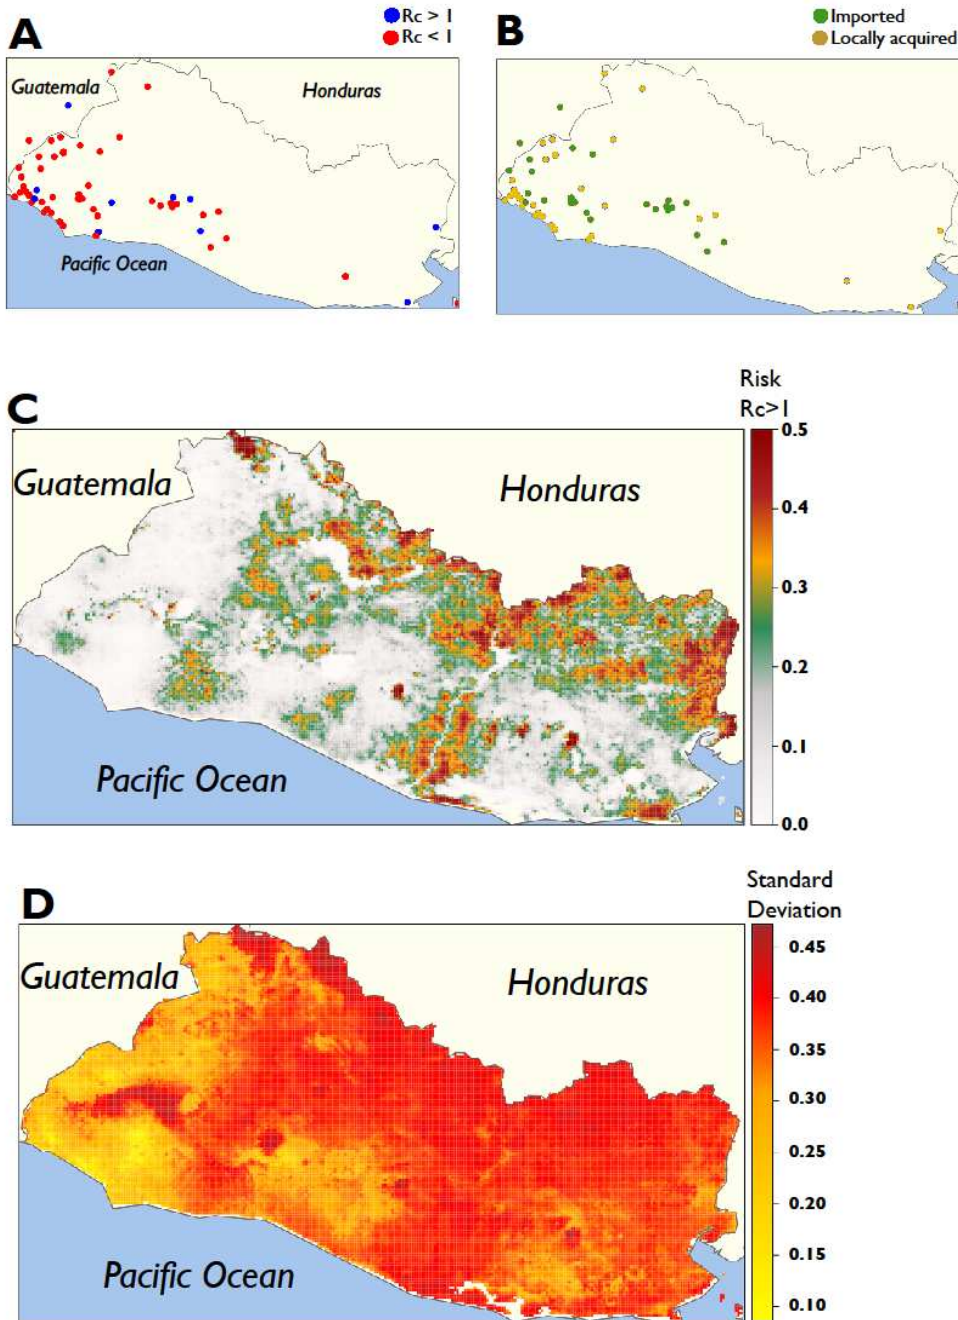 A
Rc > 1
Rc < 1
Guatemala
Honduras
Pacific Ocean
B
Imported
Locally acquired
C
Risk
Rc>1
Guatemala
Honduras
Pacific Ocean
0.5
0.4
0.3
0.2
0.1
0.0
D
Standard
Deviation
Guatemala
Honduras
Pacific Ocean
0.45
0.40
0.35
0.30
0.25
0.20
0.15
0.10